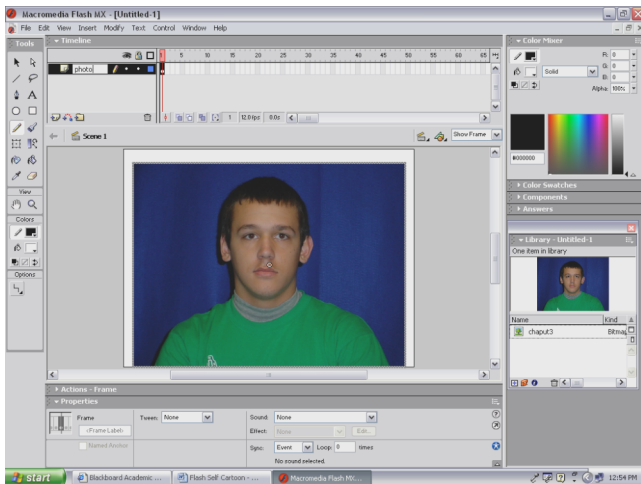 Macromedia Flash MX - [Untitled-1]
File Edit View Insert Modify Text Control Window Help
Tools
View
Colors
Options
Timeline
1 5 10 15 20 25 30 35 40 45 50 55 60 65
photo
1 12.0 fps 0.0s
Scene 1
Show Frame
Actions - Frame
Properties
Frame
<Frame Label>
Named Anchor
Tween: None
Sound: None
Effect: None Edit...
Sync: Event Loop: 0 times
No sound selected.
Color Mixer
R: 0
G: 0
Solid
B: 0
Alpha: 100%
#000000
Color Swatches
Components
Answers
Library - Untitled-1
One item in library
Name Kind
chaput3 Bitmap
start
Blackboard Academic ...
Flash Self Cartoon - ...
Macromedia Flash MX...
12:54 PM